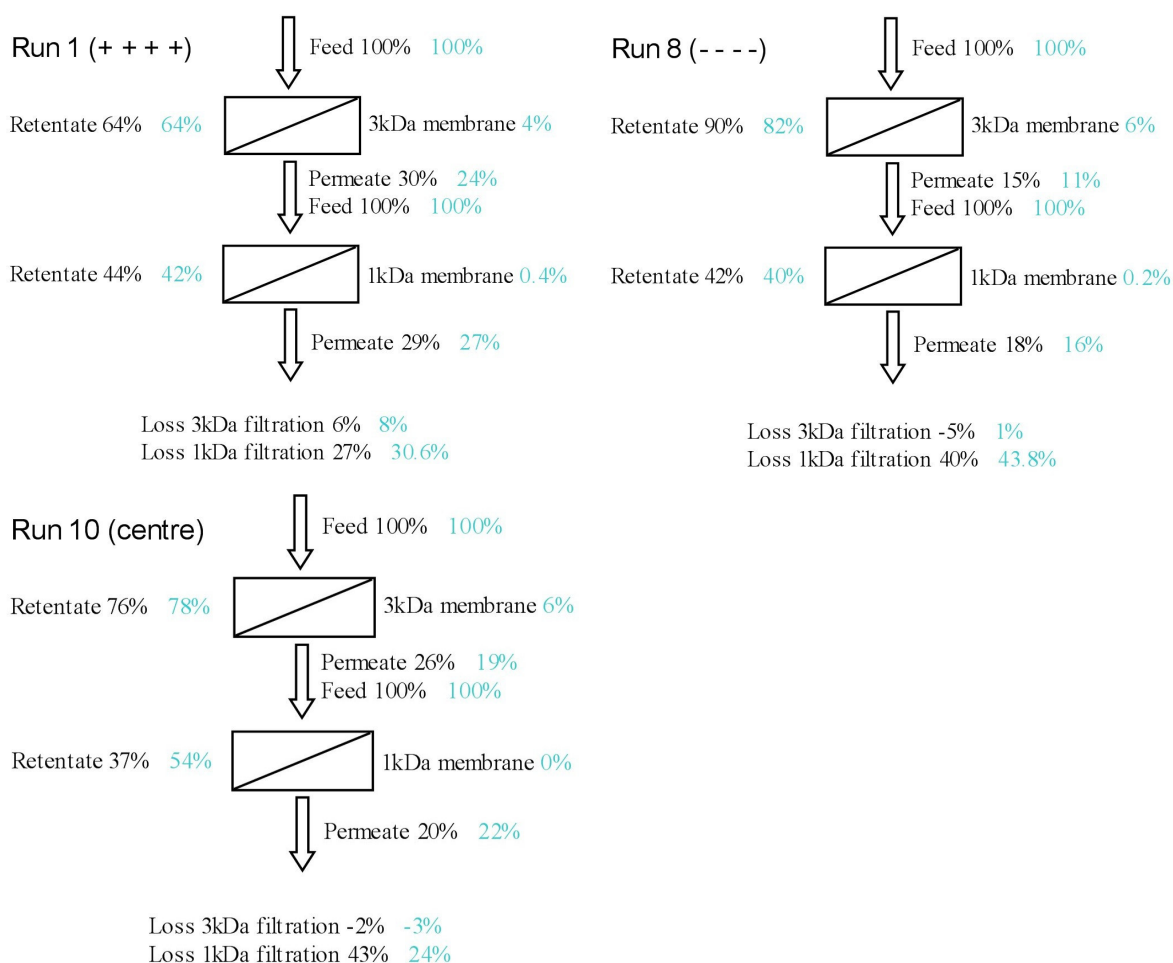 Run 1 (+ + + +)
Feed 100% 100%
Retentate 64% 64%
3kDa membrane 4%
Permeate 30% 24%
Feed 100% 100%
Retentate 44% 42%
1kDa membrane 0.4%
Permeate 29% 27%
Loss 3kDa filtration 6% 8%
Loss 1kDa filtration 27% 30.6%
Run 8 (- - - -)
Feed 100% 100%
Retentate 90% 82%
3kDa membrane 6%
Permeate 15% 11%
Feed 100% 100%
Retentate 42% 40%
1kDa membrane 0.2%
Permeate 18% 16%
Loss 3kDa filtration -5% 1%
Loss 1kDa filtration 40% 43.8%
Run 10 (centre)
Feed 100% 100%
Retentate 76% 78%
3kDa membrane 6%
Permeate 26% 19%
Feed 100% 100%
Retentate 37% 54%
1kDa membrane 0%
Permeate 20% 22%
Loss 3kDa filtration -2% -3%
Loss 1kDa filtration 43% 24%